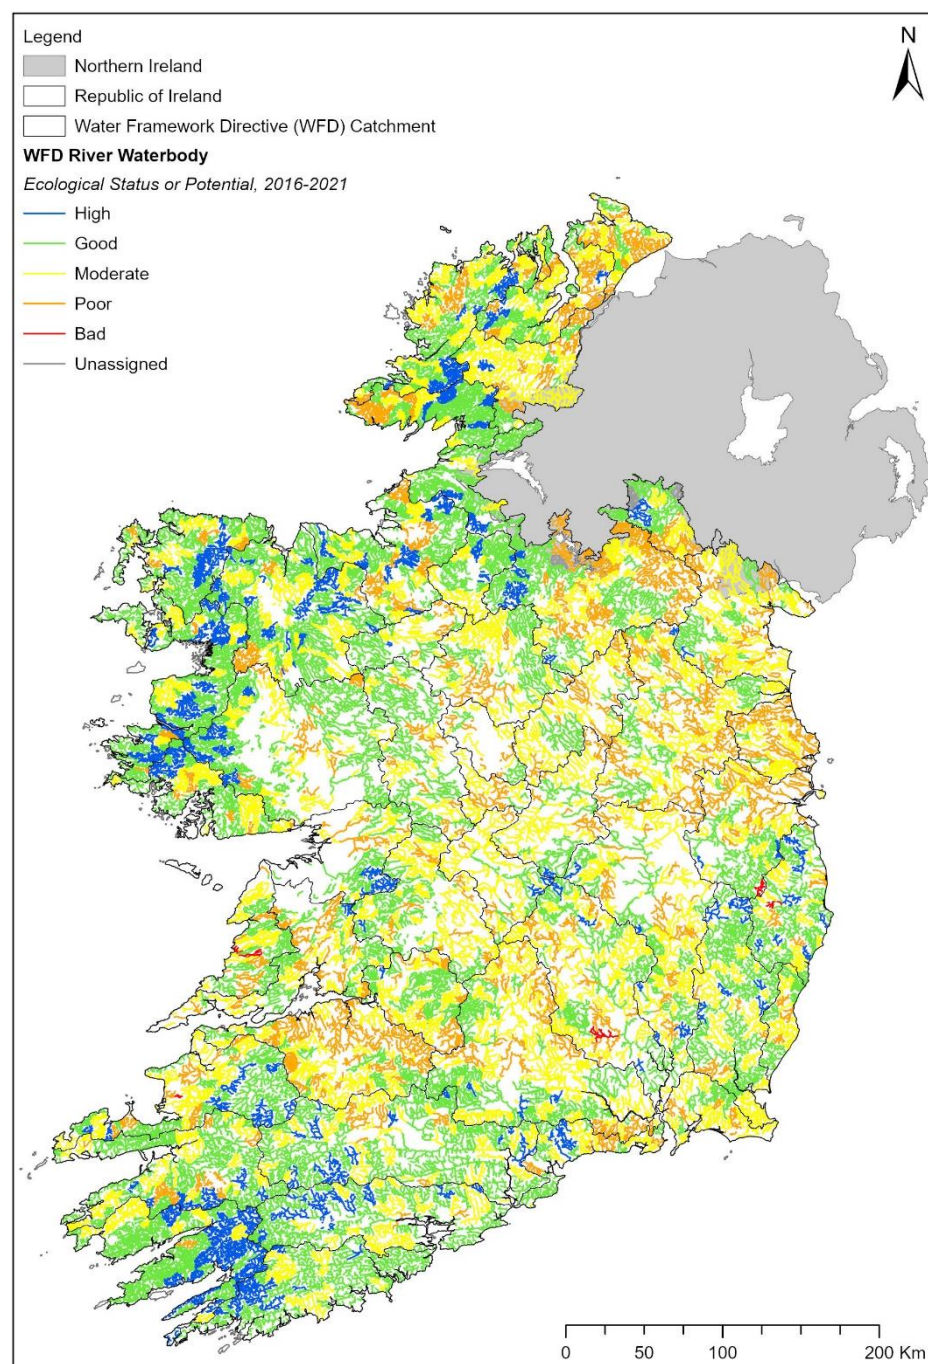 Legend
Northern Ireland
Republic of Ireland
Water Framework Directive (WFD) Catchment
WFD River Waterbody
Ecological Status or Potential, 2016-2021
High
Good
Moderate
Poor
Bad
Unassigned
N
0 50 100 200 Km